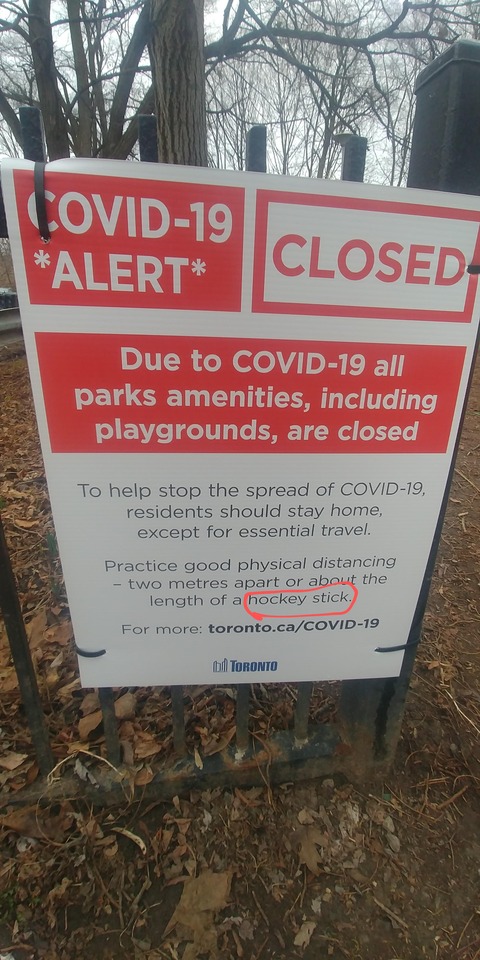 COVID-19
*ALERT*
CLOSED
Due to COVID-19 all
parks amenities, including
playgrounds, are closed
To help stop the spread of COVID-19,
residents should stay home,
except for essential travel.
Practice good physical distancing
– two metres apart or about the
length of a hockey stick.
For more: toronto.ca/COVID-19
TORONTO